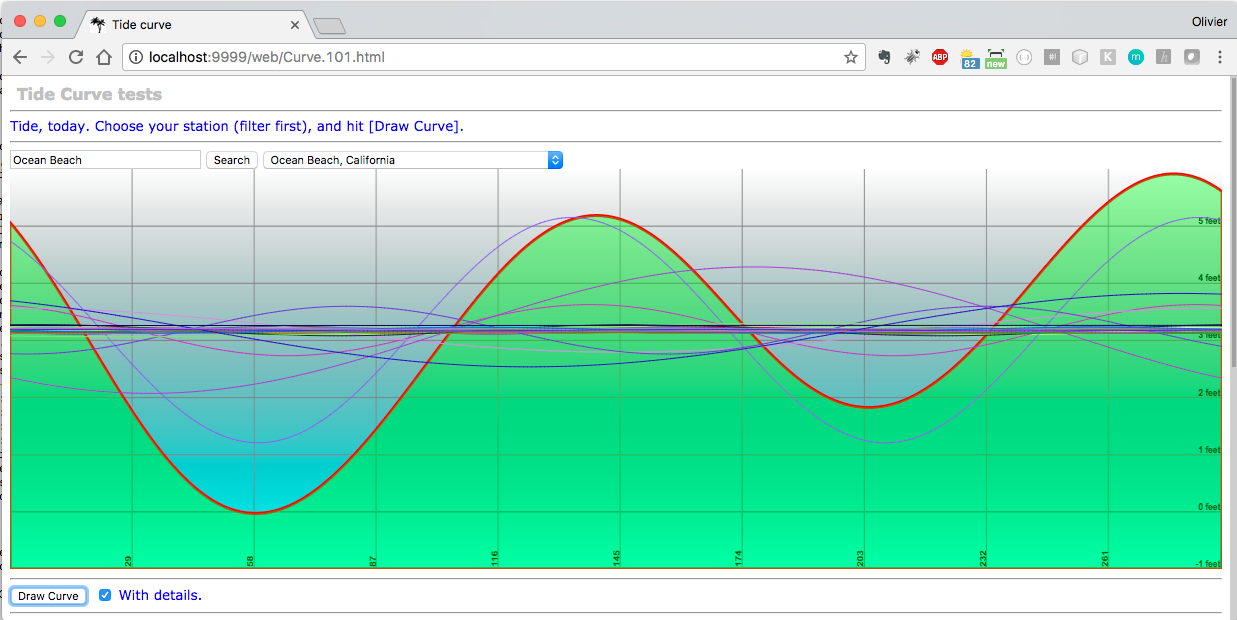 Tide curve
Olivier
localhost:9999/web/Curve.101.html
ABP
82
new
#!
K
m
h
Tide Curve tests
Tide, today. Choose your station (filter first), and hit [Draw Curve].
Ocean Beach Search Ocean Beach, California
5 feet
4 feet
3 feet
2 feet
1 feet
0 feet
-1 feet
29 58 87 116 145 174 203 232 261
Draw Curve With details.